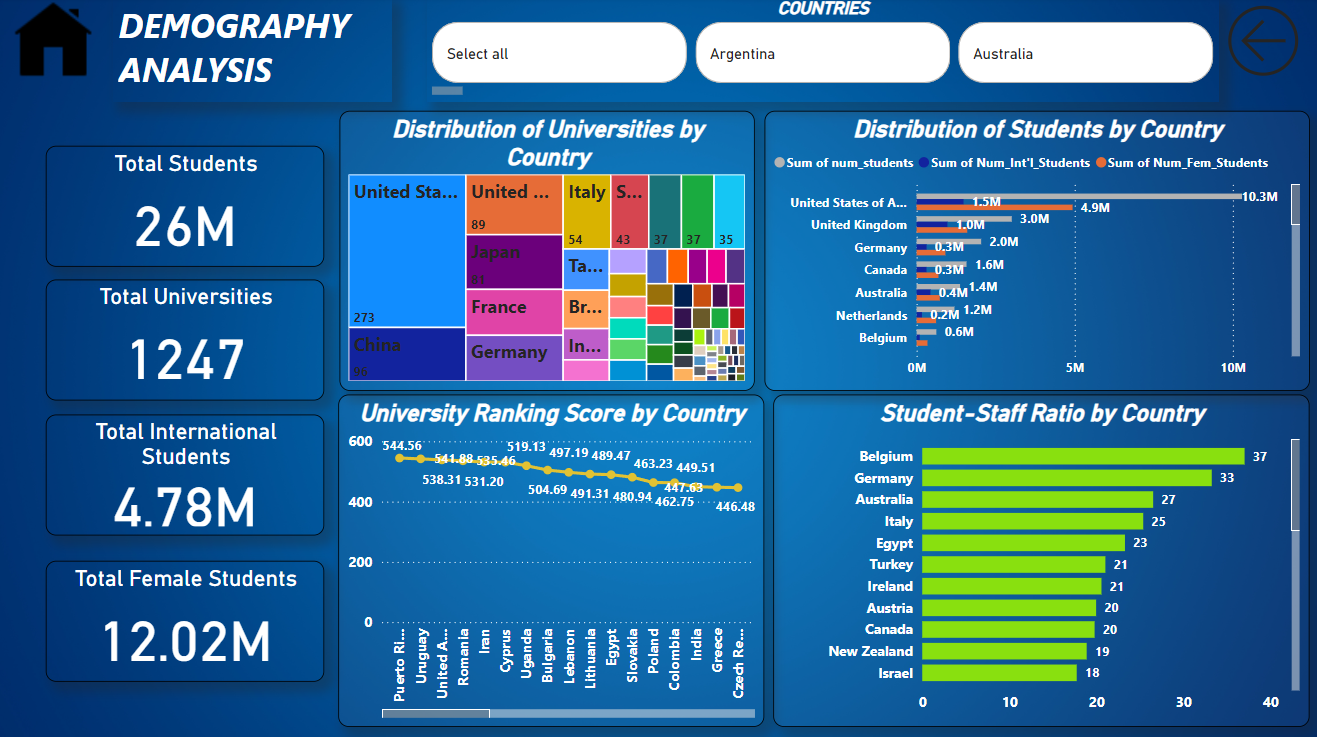 DEMOGRAPHY
ANALYSIS
COUNTRIES
Select all
Argentina
Australia
Total Students
26M
Total Universities
1247
Total International
Students
4.78M
Total Female Students
12.02M
Distribution of Universities by
Country
United Sta...
273
China
96
United ...
89
Japan
81
France
Germany
Italy
54
Ta...
Br...
In...
S...
43
37
37
35
Distribution of Students by Country
Sum of num_students
Sum of Num_Int'l_Students
Sum of Num_Fem_Students
United States of A...
10.3M
1.5M
4.9M
United Kingdom
3.0M
1.0M
Germany
2.0M
0.3M
Canada
1.6M
0.3M
Australia
1.4M
0.4M
Netherlands
1.2M
0.2M
Belgium
0.6M
0M
5M
10M
University Ranking Score by Country
600
400
200
0
544.56
538.31
541.88
531.20
535.46
519.13
504.69
497.19
491.31
489.47
480.94
463.23
462.75
447.63
449.51
446.48
Puerto Ri...
Uruguay
United A...
Romania
Iran
Cyprus
Uganda
Bulgaria
Lebanon
Lithuania
Egypt
Slovakia
Poland
Colombia
India
Greece
Czech Re...
Student-Staff Ratio by Country
Belgium 37
Germany 33
Australia 27
Italy 25
Egypt 23
Turkey 21
Ireland 21
Austria 20
Canada 20
New Zealand 19
Israel 18
0
10
20
30
40